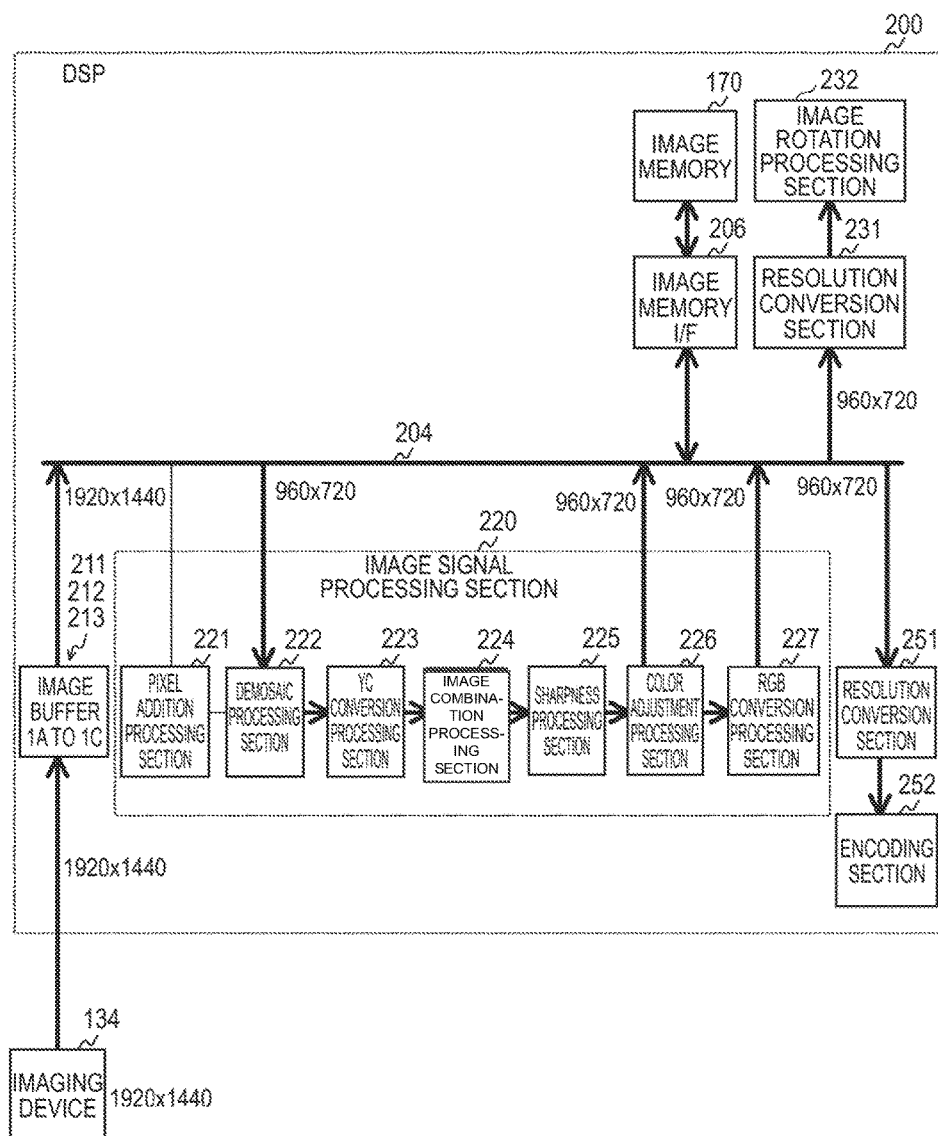 200
DSP
170
232
IMAGE
MEMORY
IMAGE
ROTATION
PROCESSING
SECTION
206
231
IMAGE
MEMORY
I/F
RESOLUTION
CONVERSION
SECTION
960x720
204
1920x1440
960x720
960x720
960x720
960x720
220
IMAGE SIGNAL
PROCESSING SECTION
211
212
213
221
222
223
224
225
226
227
251
IMAGE
BUFFER
1A TO 1C
PIXEL
ADDITION
PROCESSING
SECTION
DEMOSAIC
PROCESSING
SECTION
YC
CONVERSION
PROCESSING
SECTION
IMAGE
COMBINA-
TION
PROCESS-
ING
SECTION
SHARPNESS
PROCESSING
SECTION
COLOR
ADJUSTMENT
PROCESSING
SECTION
RGB
CONVERSION
PROCESSING
SECTION
RESOLUTION
CONVERSION
SECTION
252
ENCODING
SECTION
1920x1440
134
IMAGING
DEVICE
1920x1440